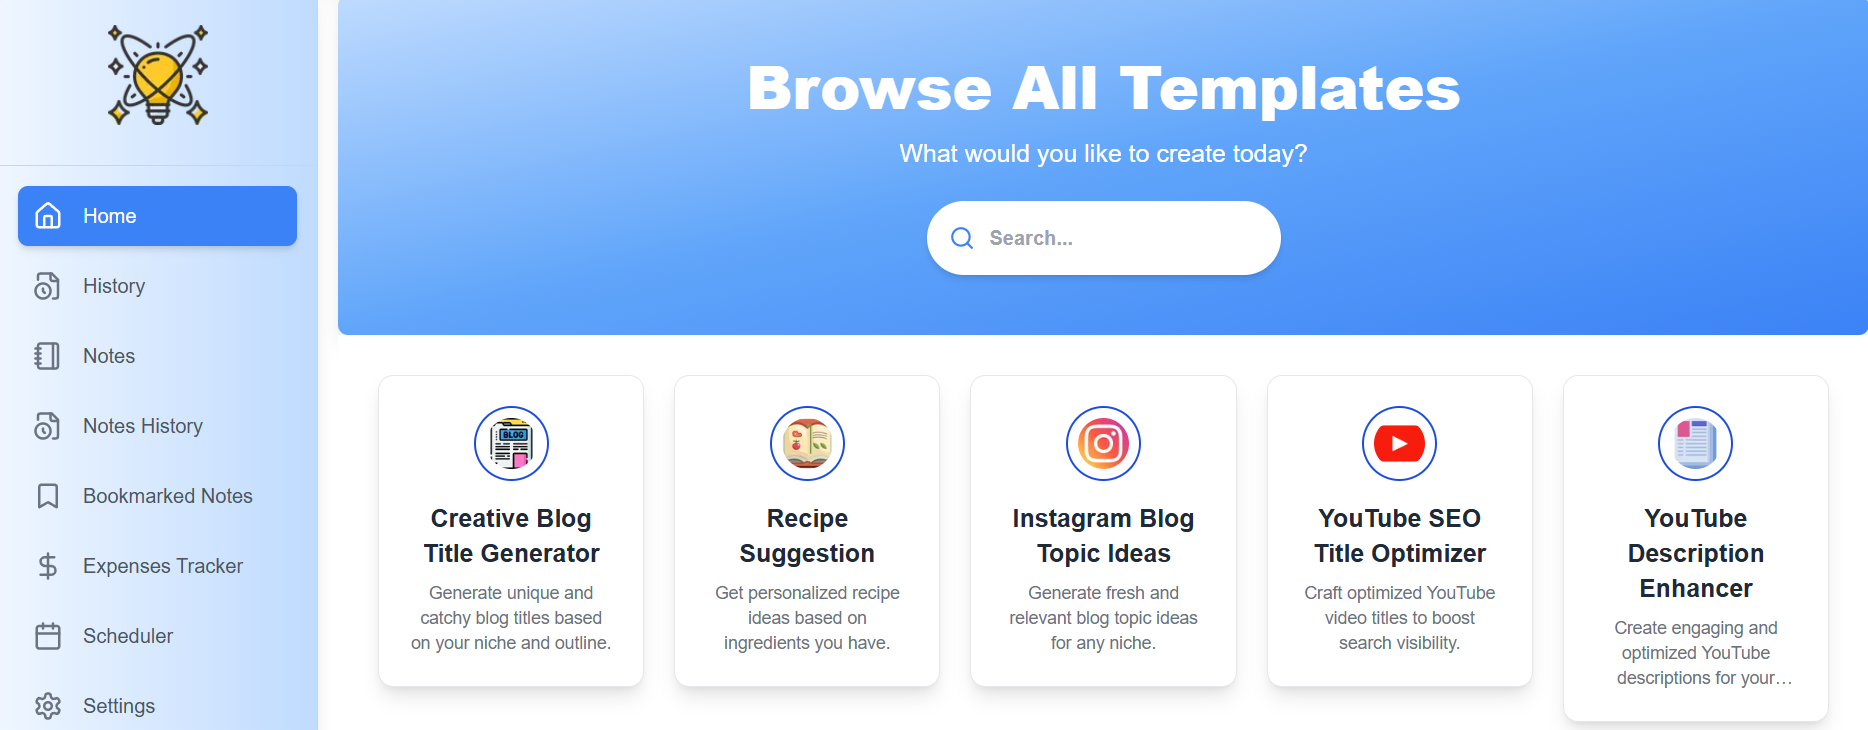 Home
History
Notes
Notes History
Bookmarked Notes
Expenses Tracker
Scheduler
Settings
Browse All Templates
What would you like to create today?
Search...
BLOG
Creative Blog
Title Generator
Generate unique and
catchy blog titles based
on your niche and outline.
Recipe
Suggestion
Get personalized recipe
ideas based on
ingredients you have.
Instagram Blog
Topic Ideas
Generate fresh and
relevant blog topic ideas
for any niche.
YouTube SEO
Title Optimizer
Craft optimized YouTube
video titles to boost
search visibility.
YouTube
Description
Enhancer
Create engaging and
optimized YouTube
descriptions for your…